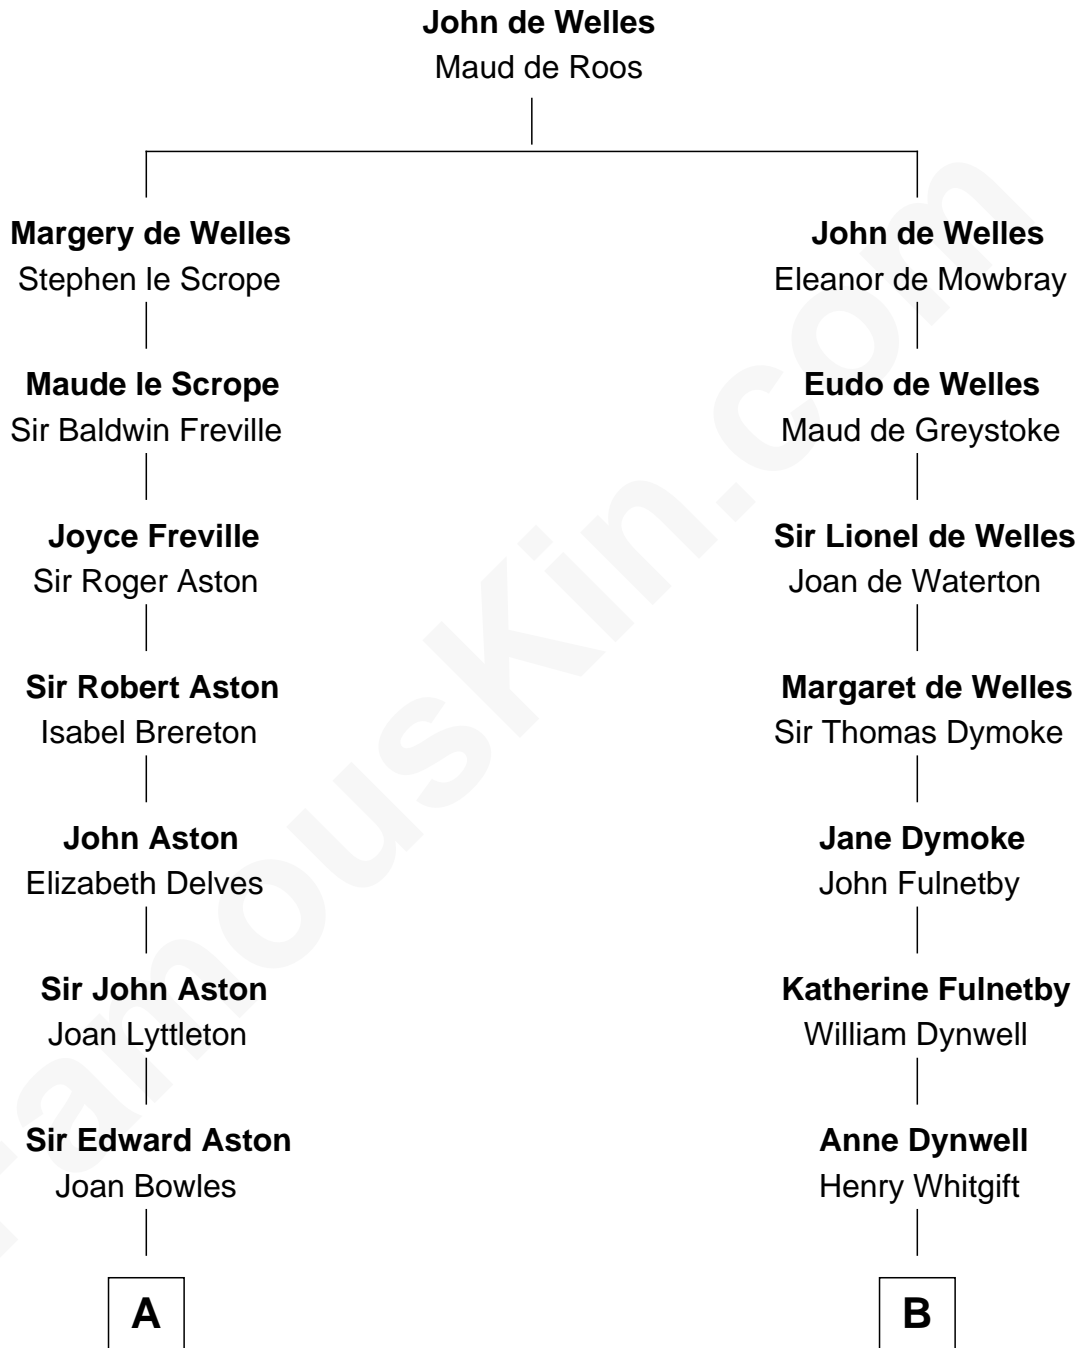 John de Welles
Maud de Roos
Margery de Welles
Stephen le Scrope
John de Welles
Eleanor de Mowbray
Maude le Scrope
Sir Baldwin Freville
Eudo de Welles
Maud de Greystoke
Joyce Freville
Sir Roger Aston
Sir Lionel de Welles
Joan de Waterton
Sir Robert Aston
Isabel Brereton
Margaret de Welles
Sir Thomas Dymoke
John Aston
Elizabeth Delves
Jane Dymoke
John Fulnetby
Sir John Aston
Joan Lyttleton
Katherine Fulnetby
William Dynwell
Sir Edward Aston
Joan Bowles
Anne Dynwell
Henry Whitgift
A
B
FamousKin.com